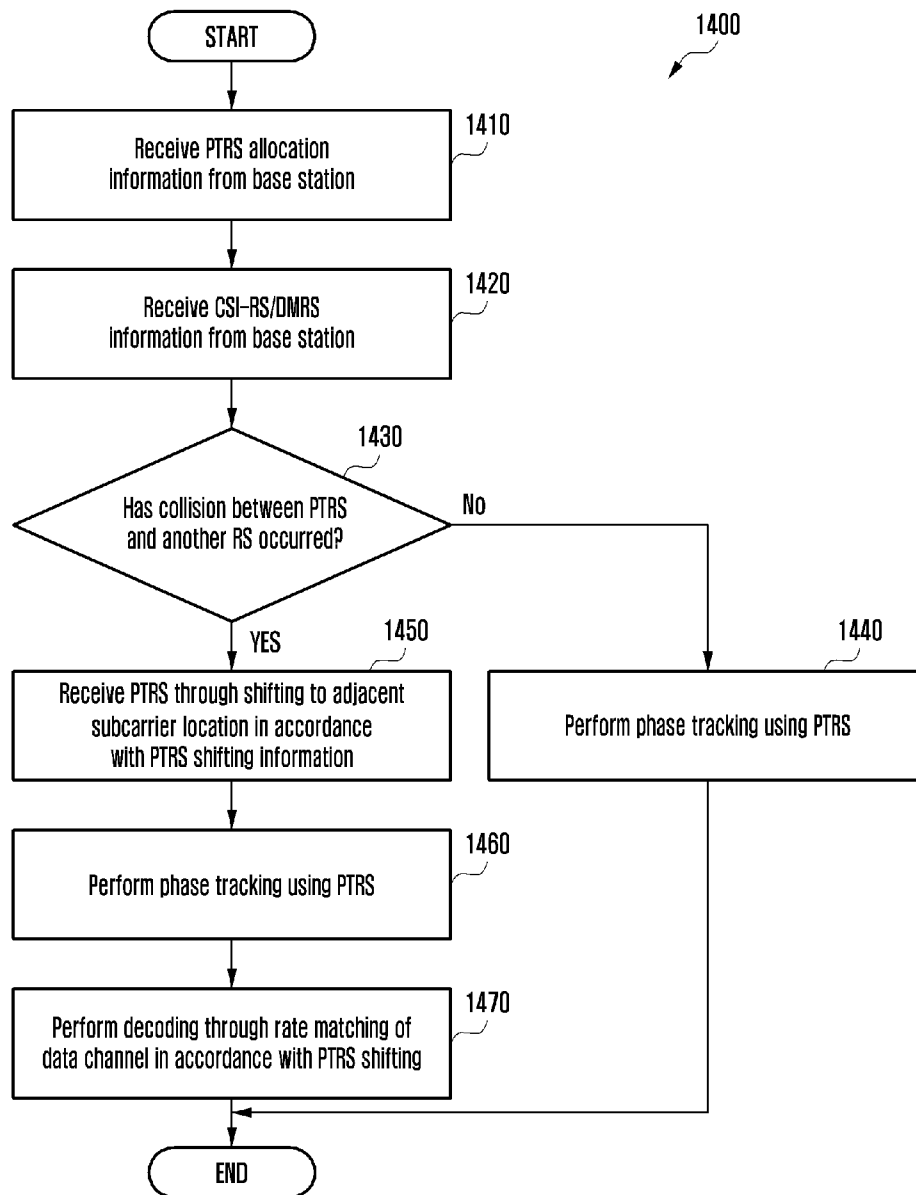 START
1400
1410
Receive PTRS allocation
information from base station
1420
Receive CSI-RS/DMRS
information from base station
1430
Has collision between PTRS
and another RS occurred?
No
YES
1450
Receive PTRS through shifting to adjacent
subcarrier location in accordance
with PTRS shifting information
1440
Perform phase tracking using PTRS
1460
Perform phase tracking using PTRS
1470
Perform decoding through rate matching of
data channel in accordance with PTRS shifting
END